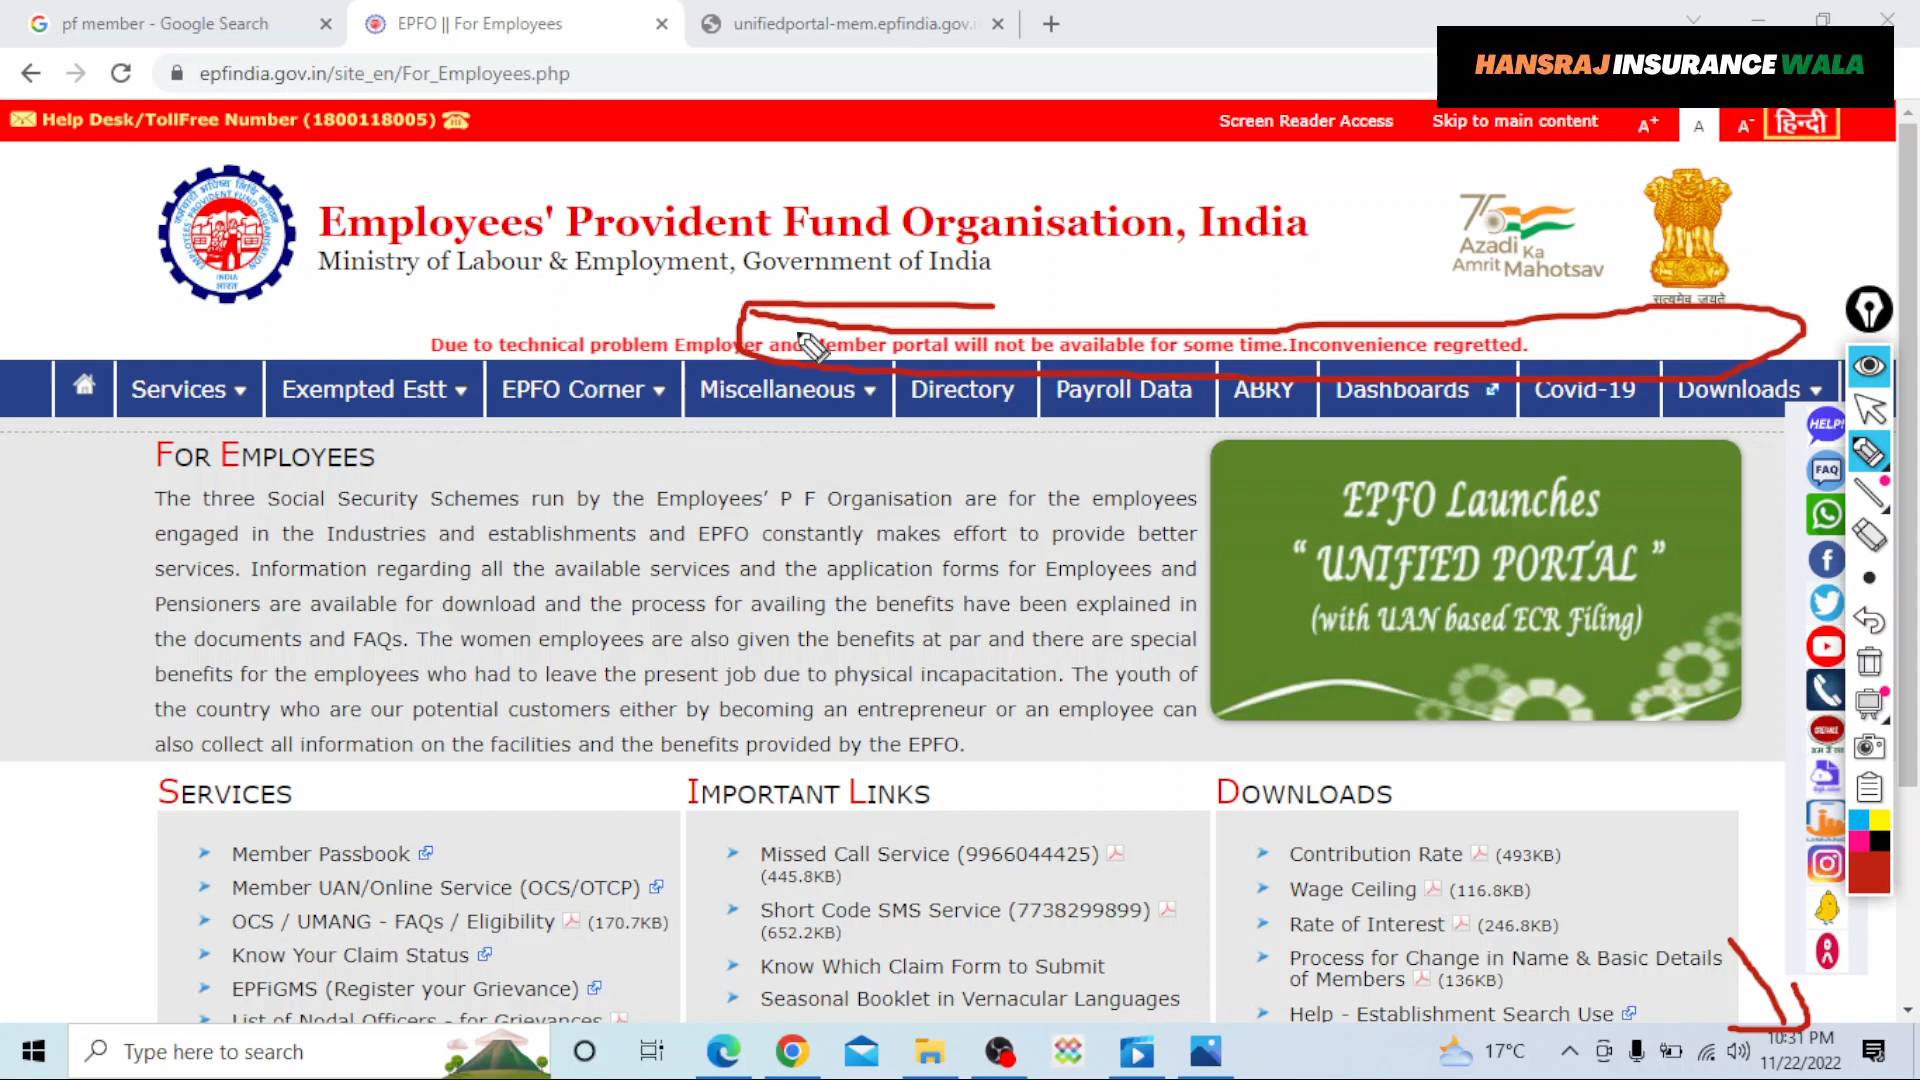 pf member - Google Search
EPFO || For Employees
unifiedportal-mem.epfindia.gov.i
epfindia.gov.in/site_en/For_Employees.php
HANSRAJ INSURANCE WALA
Help Desk/TollFree Number (1800118005)
Screen Reader Access
Skip to main content
A+
A
A-
हिन्दी
Employees' Provident Fund Organisation, India
Ministry of Labour & Employment, Government of India
75
Azadi Ka
Amrit Mahotsav
सत्यमेव जयते
Due to technical problem Employer and Member portal will not be available for some time.Inconvenience regretted.
Services
Exempted Estt
EPFO Corner
Miscellaneous
Directory
Payroll Data
ABRY
Dashboards
Covid-19
Downloads
HELP!
FAQ
FOR EMPLOYEES
The three Social Security Schemes run by the Employees’ P F Organisation are for the employees
engaged in the Industries and establishments and EPFO constantly makes effort to provide better
services. Information regarding all the available services and the application forms for Employees and
Pensioners are available for download and the process for availing the benefits have been explained in
the documents and FAQs. The women employees are also given the benefits at par and there are special
benefits for the employees who had to leave the present job due to physical incapacitation. The youth of
the country who are our potential customers either by becoming an entrepreneur or an employee can
also collect all information on the facilities and the benefits provided by the EPFO.
EPFO Launches
“ UNIFIED PORTAL ”
(with UAN based ECR Filing)
SERVICES
Member Passbook
Member UAN/Online Service (OCS/OTCP)
OCS / UMANG - FAQs / Eligibility (170.7KB)
Know Your Claim Status
EPFiGMS (Register your Grievance)
List of Nodal Officers - for Grievances
IMPORTANT LINKS
Missed Call Service (9966044425)
(445.8KB)
Short Code SMS Service (7738299899)
(652.2KB)
Know Which Claim Form to Submit
Seasonal Booklet in Vernacular Languages
DOWNLOADS
Contribution Rate (493KB)
Wage Ceiling (116.8KB)
Rate of Interest (246.8KB)
Process for Change in Name & Basic Details
of Members (136KB)
Help - Establishment Search Use
Type here to search
17°C
10:31 PM
11/22/2022